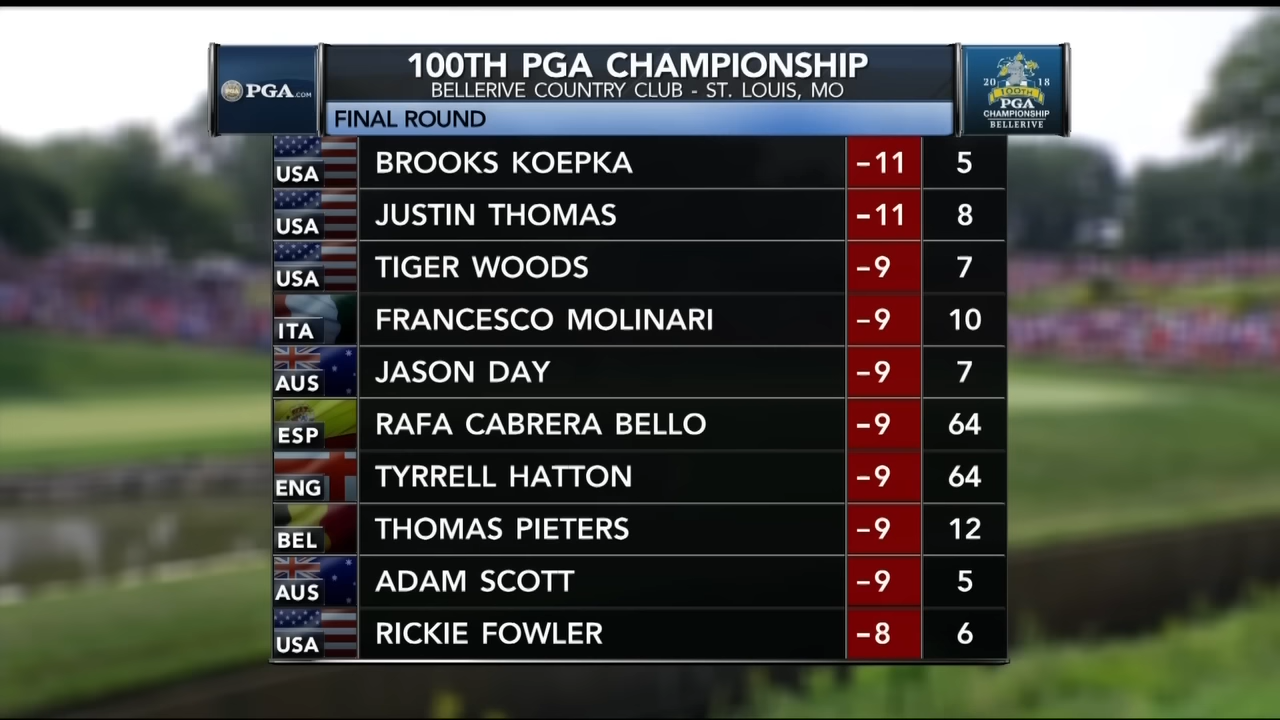 PGA.COM
100TH PGA CHAMPIONSHIP
BELLERIVE COUNTRY CLUB - ST. LOUIS, MO
FINAL ROUND
20 18
100TH
PGA
CHAMPIONSHIP
BELLERIVE
USA BROOKS KOEPKA -11 5
USA JUSTIN THOMAS -11 8
USA TIGER WOODS -9 7
ITA FRANCESCO MOLINARI -9 10
AUS JASON DAY -9 7
ESP RAFA CABRERA BELLO -9 64
ENG TYRRELL HATTON -9 64
BEL THOMAS PIETERS -9 12
AUS ADAM SCOTT -9 5
USA RICKIE FOWLER -8 6